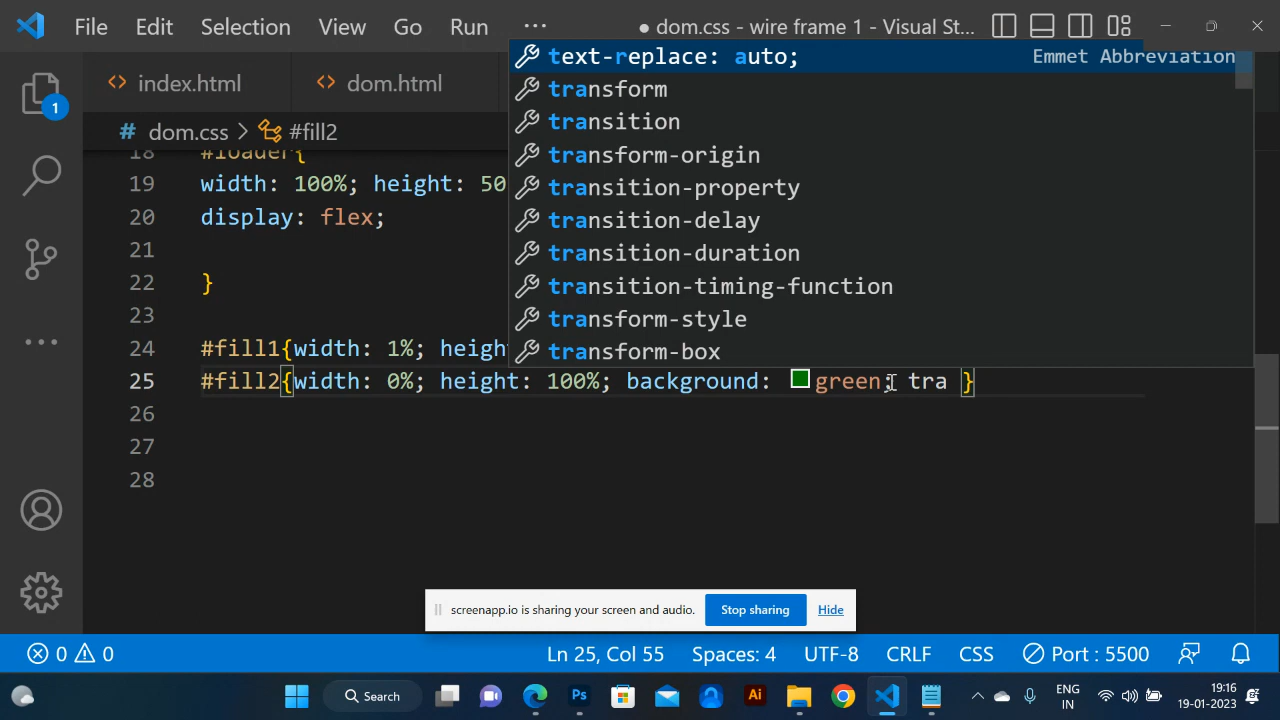 File Edit Selection View Go Run ··· ● dom.css - wire frame 1 - Visual St...
index.html dom.html
# dom.css > #fill2
text-replace: auto; Emmet Abbreviation
transform
transition
transform-origin
transition-property
transition-delay
transition-duration
transition-timing-function
transform-style
transform-box
18 #loader{
19 width: 100%; height: 50
20 display: flex;
21
22 }
23
24 #fill1{width: 1%; height
25 #fill2{width: 0%; height: 100%; background: green; tra }
26
27
28
1
screenapp.io is sharing your screen and audio. Stop sharing Hide
0 0 Ln 25, Col 55 Spaces: 4 UTF-8 CRLF CSS Port : 5500
Search Ps Ai ENG IN 19:16 19-01-2023